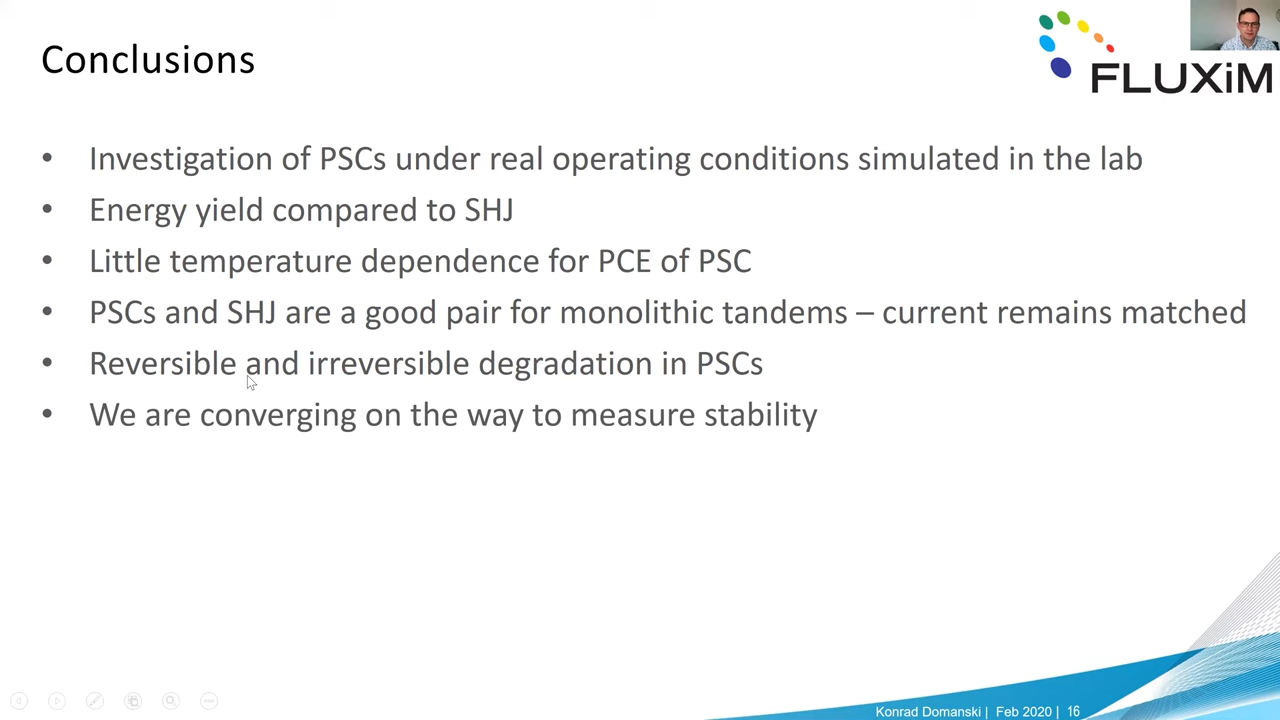 Conclusions
FLUXiM
• Investigation of PSCs under real operating conditions simulated in the lab
• Energy yield compared to SHJ
• Little temperature dependence for PCE of PSC
• PSCs and SHJ are a good pair for monolithic tandems – current remains matched
• Reversible and irreversible degradation in PSCs
• We are converging on the way to measure stability
Konrad Domanski | Feb 2020 | 16